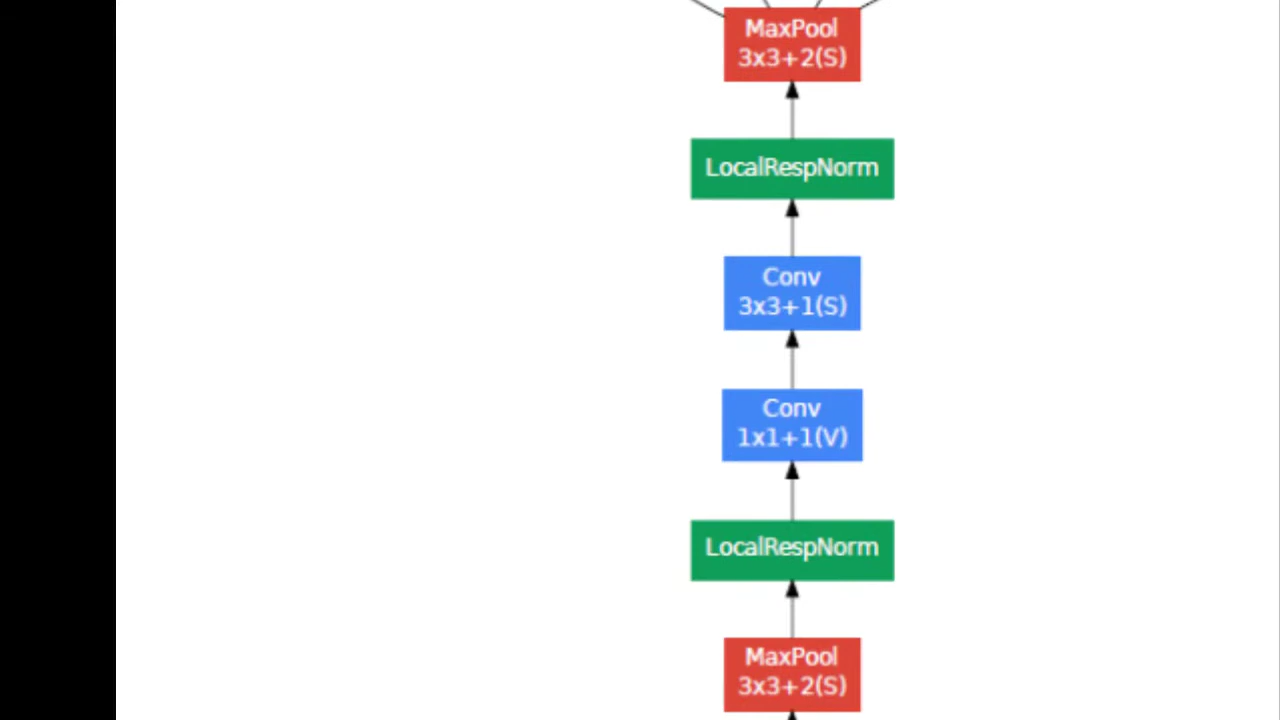 MaxPool
3x3+2(S)
LocalRespNorm
Conv
3x3+1(S)
Conv
1x1+1(V)
LocalRespNorm
MaxPool
3x3+2(S)